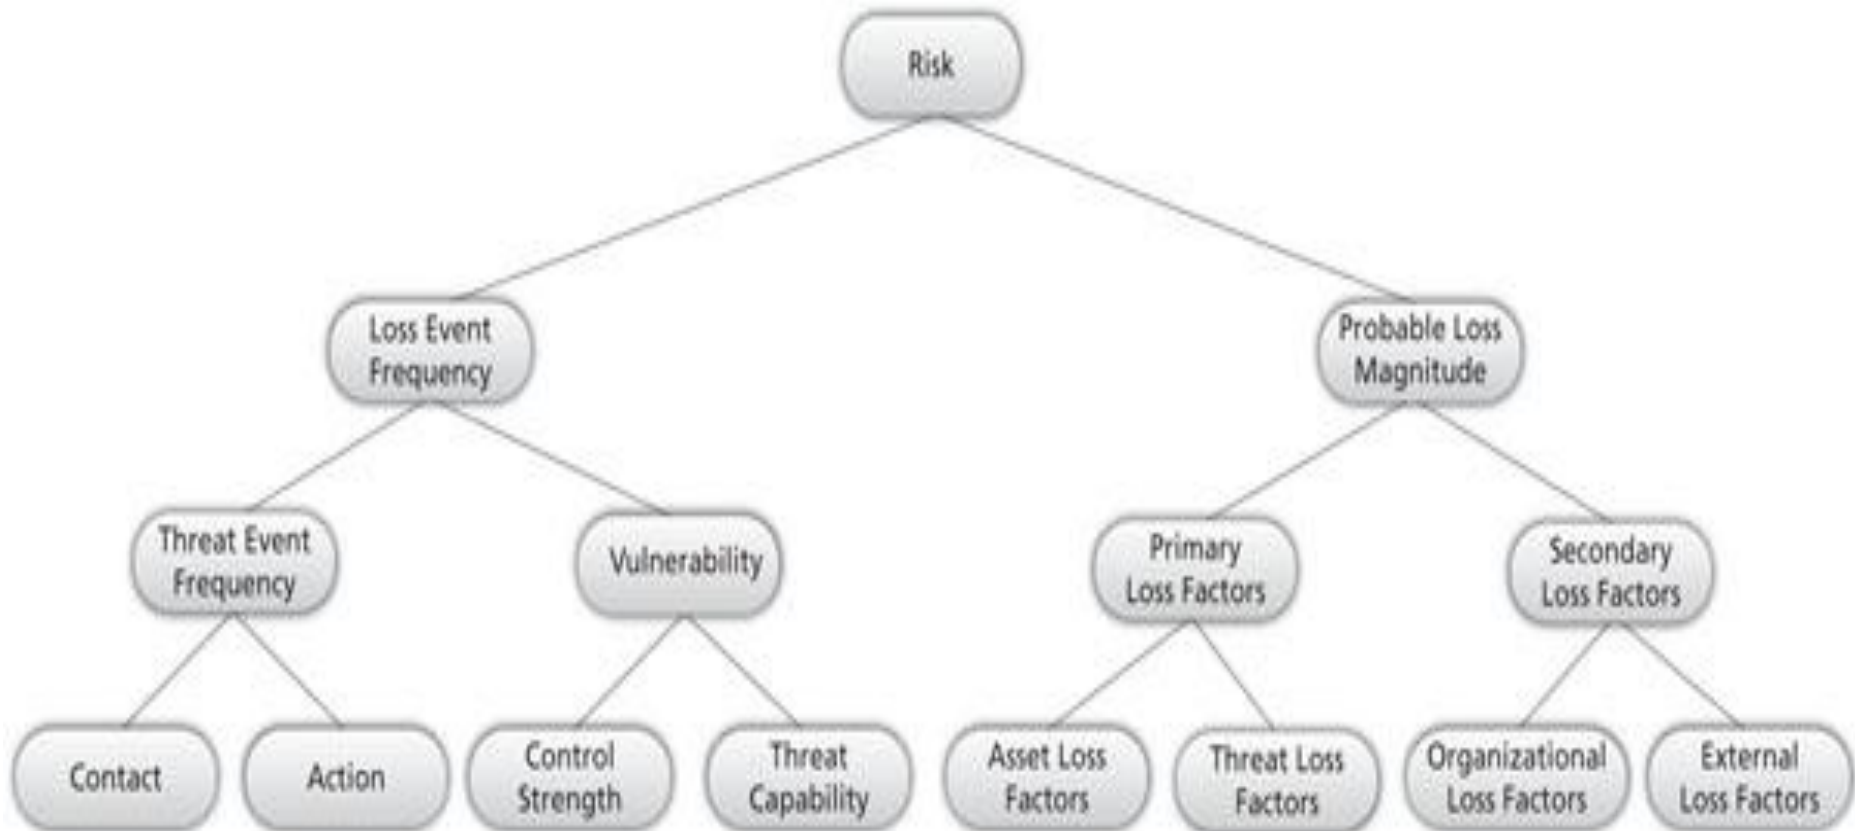 Risk
Loss Event
Frequency
Probable Loss
Magnitude
Threat Event
Frequency
Vulnerability
Primary
Loss Factors
Secondary
Loss Factors
Contact
Action
Control
Strength
Threat
Capability
Asset Loss
Factors
Threat Loss
Factors
Organizational
Loss Factors
External
Loss Factors